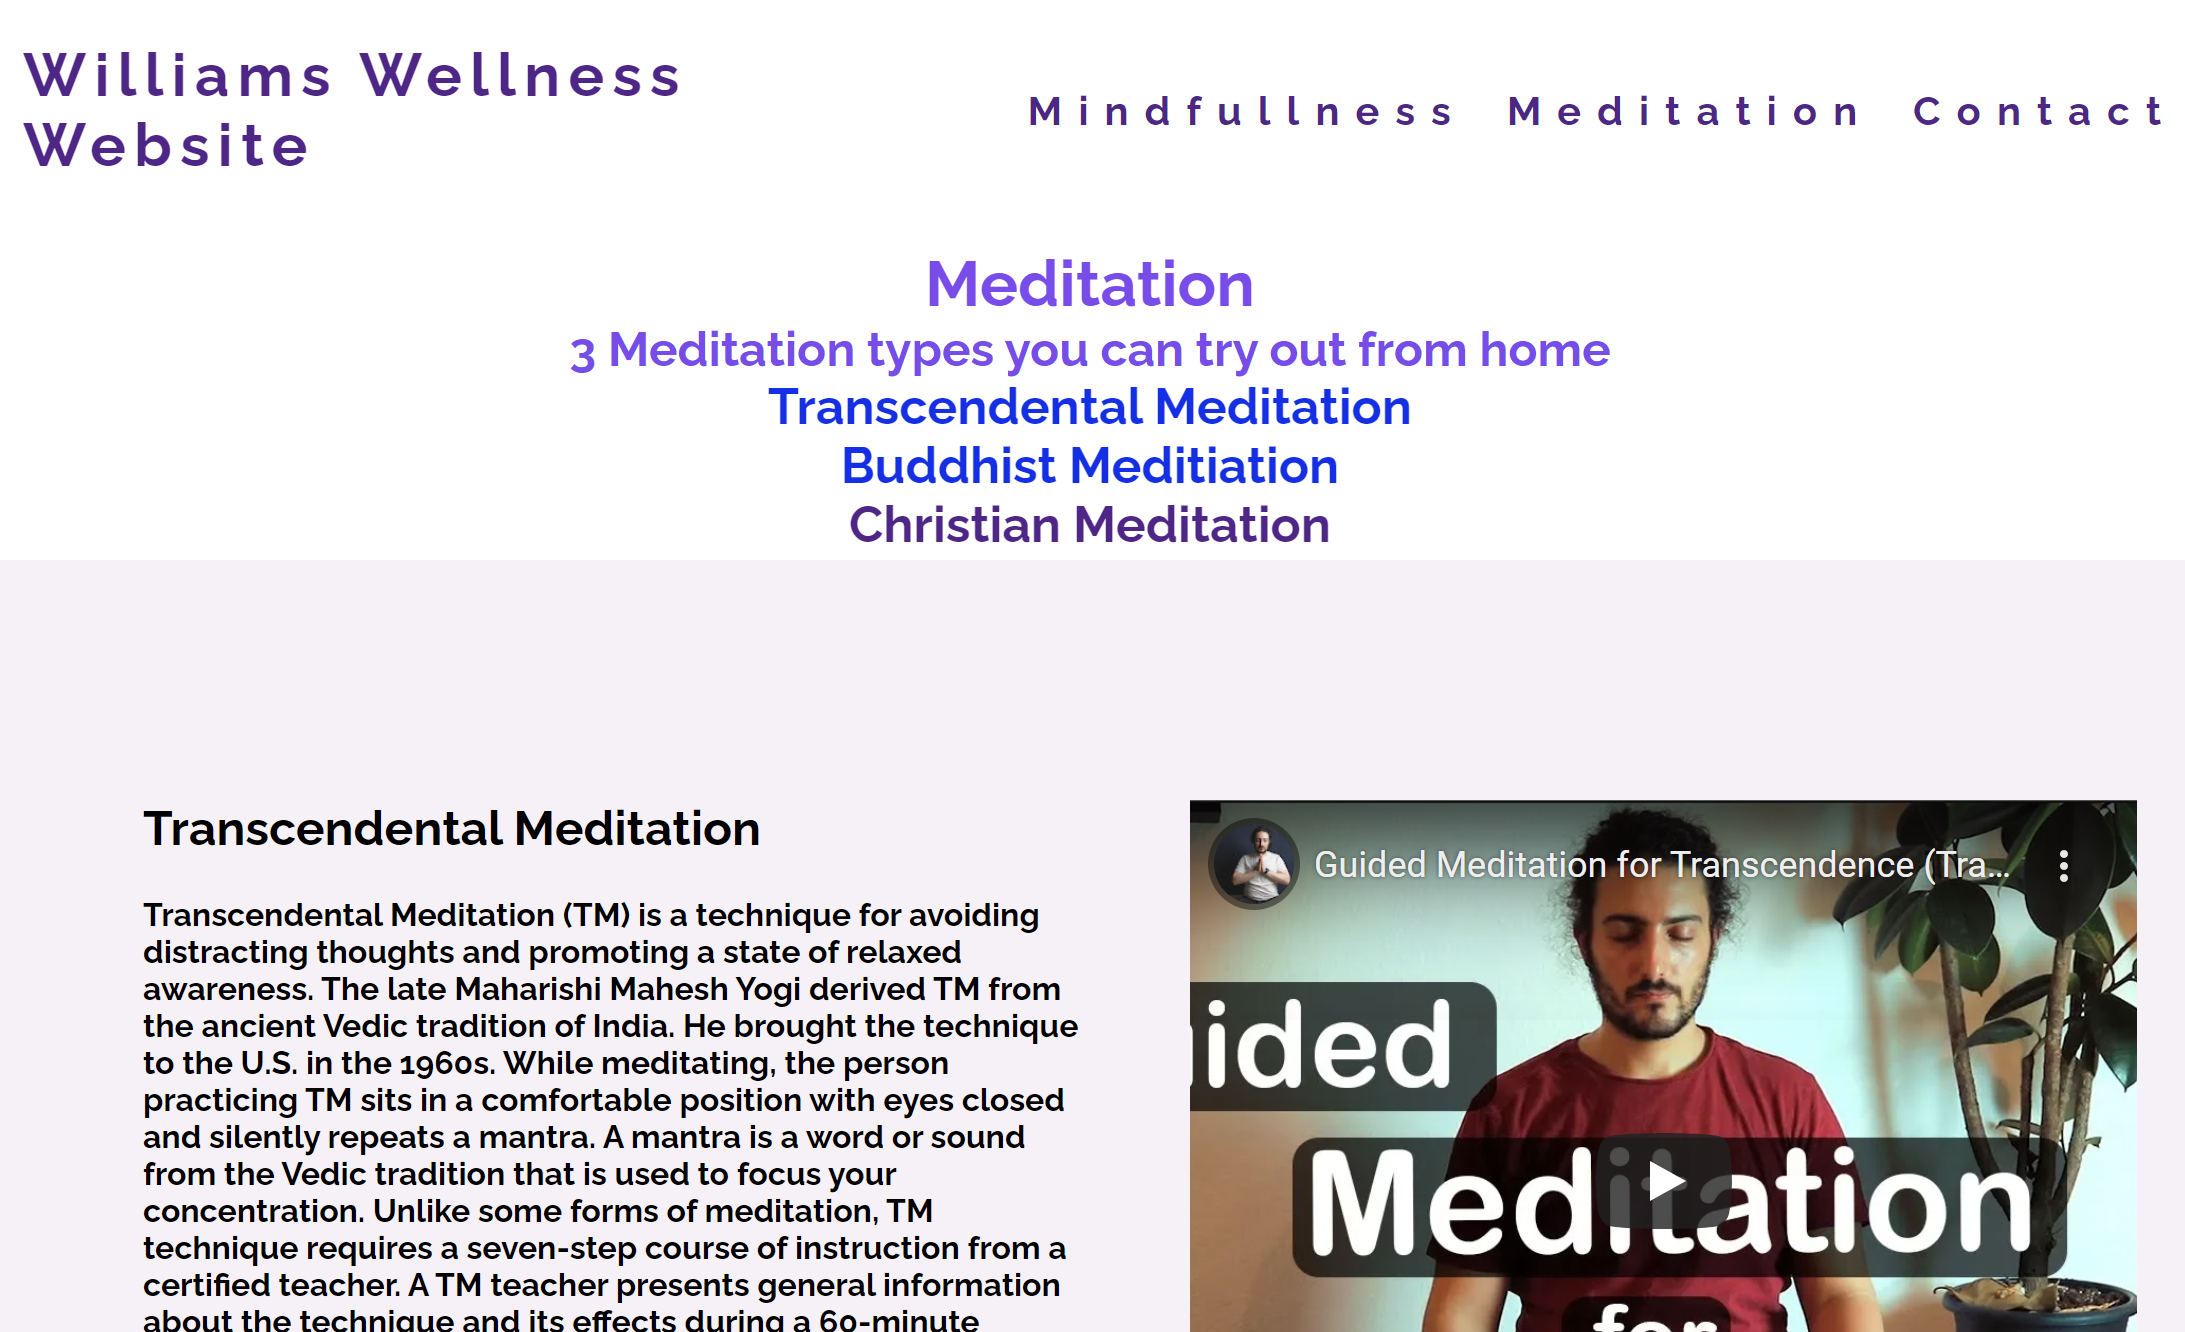 Williams Wellness
Website
Mindfullness Meditation Contact
Meditation
3 Meditation types you can try out from home
Transcendental Meditation
Buddhist Meditiation
Christian Meditation
Transcendental Meditation
Transcendental Meditation (TM) is a technique for avoiding
distracting thoughts and promoting a state of relaxed
awareness. The late Maharishi Mahesh Yogi derived TM from
the ancient Vedic tradition of India. He brought the technique
to the U.S. in the 1960s. While meditating, the person
practicing TM sits in a comfortable position with eyes closed
and silently repeats a mantra. A mantra is a word or sound
from the Vedic tradition that is used to focus your
concentration. Unlike some forms of meditation, TM
technique requires a seven-step course of instruction from a
certified teacher. A TM teacher presents general information
about the technique and its effects during a 60-minute
Guided Meditation for Transcendence (Tra...
ided
Meditation
for